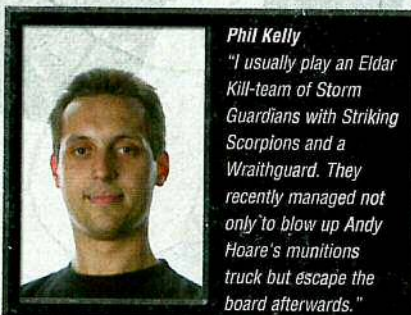 Phil Kelly
"I usually play an Eldar
Kill-team of Storm
Guardians with Striking
Scorpions and a
Wraithguard. They
recently managed not
only to blow up Andy
Hoare's munitions
truck but escape the
board afterwards."